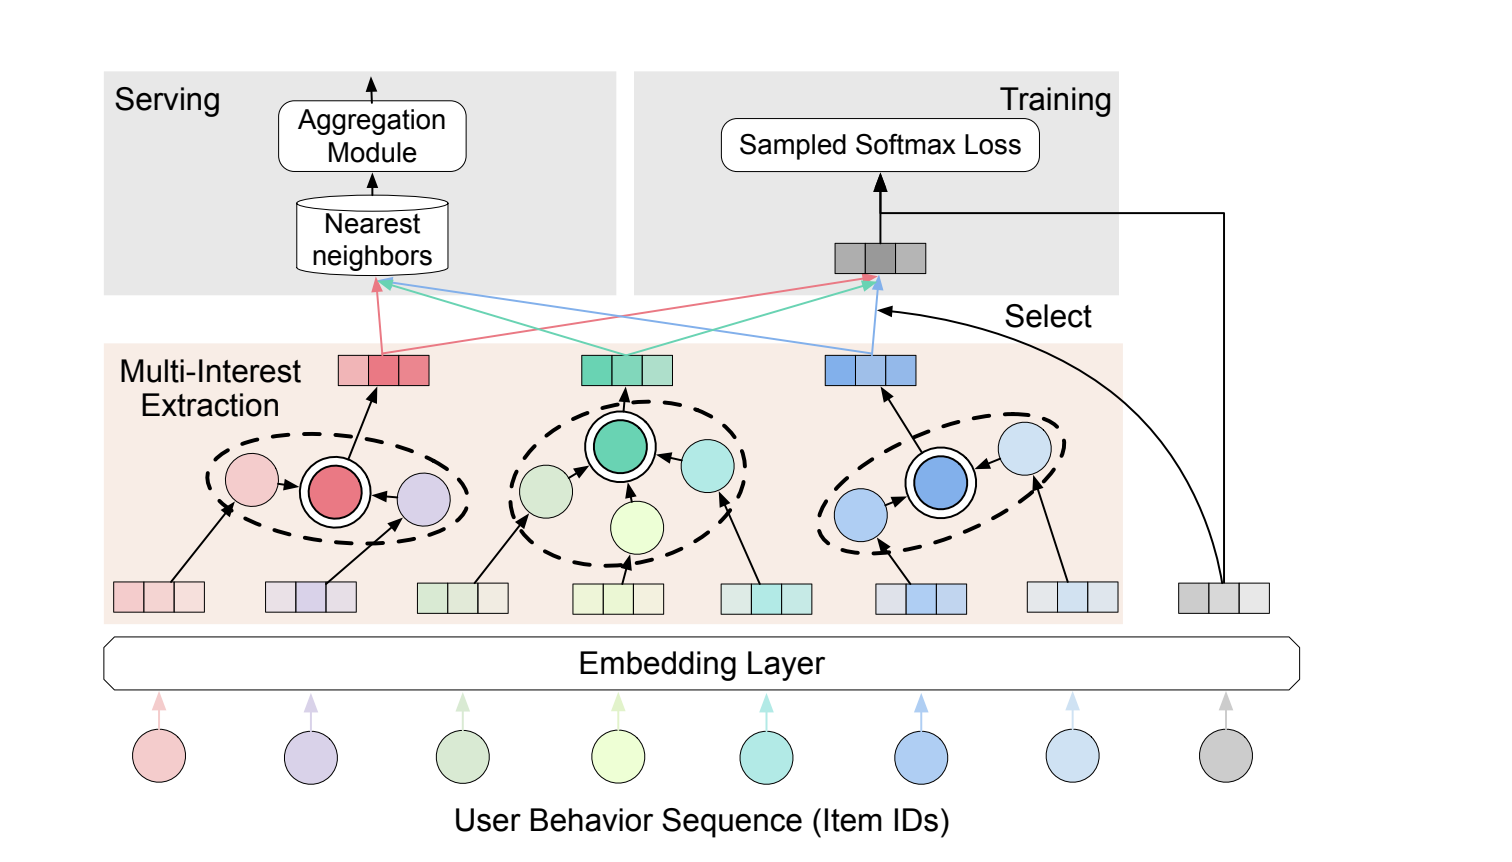 Serving
Aggregation
Module
Nearest
neighbors
Training
Sampled Softmax Loss
Select
Multi-Interest
Extraction
Embedding Layer
User Behavior Sequence (Item IDs)